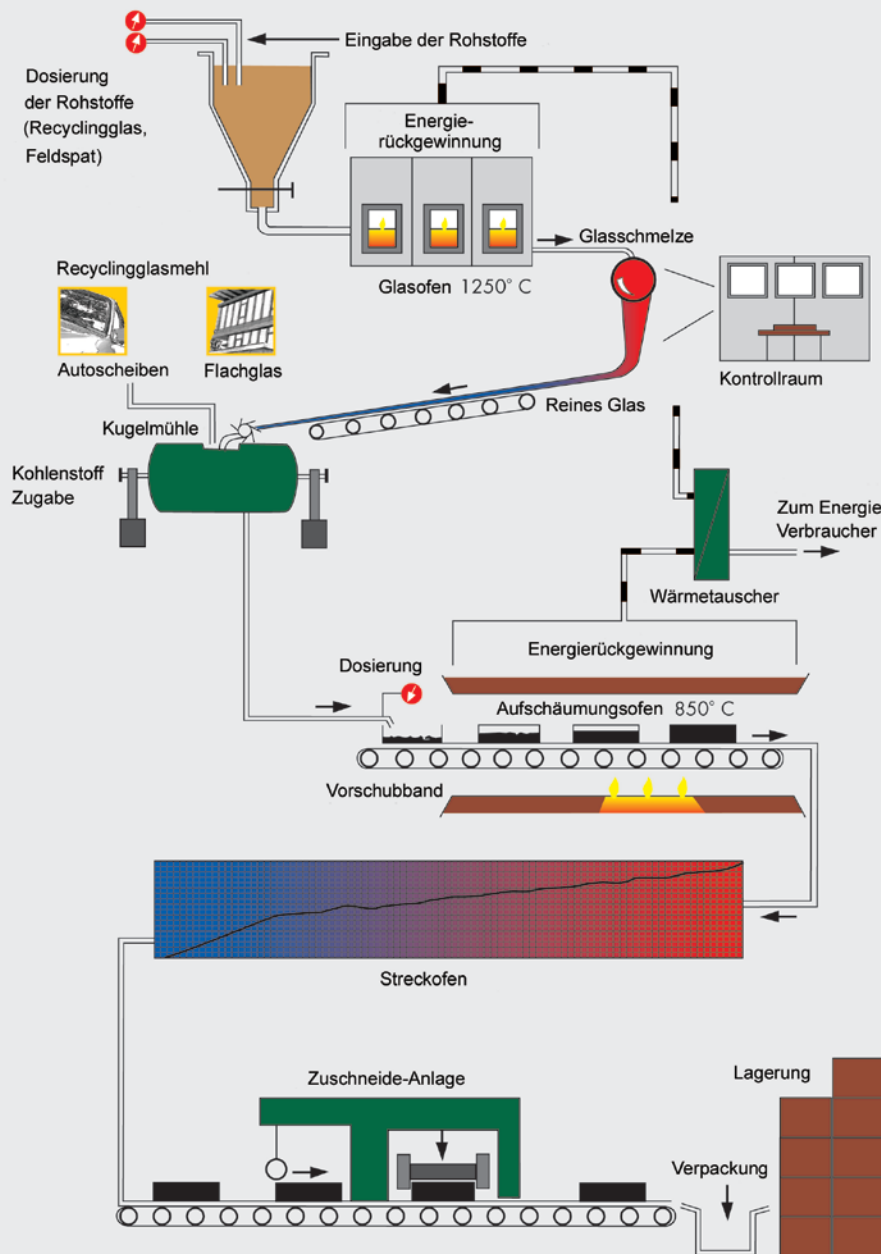 Eingabe der Rohstoffe
Dosierung
der Rohstoffe
(Recyclingglas,
Feldspat)
Energie-
rückgewinnung
Glasschmelze
Glasofen 1250° C
Recyclingglasmehl
Autoscheiben
Flachglas
Kontrollraum
Reines Glas
Kugelmühle
Kohlenstoff
Zugabe
Zum Energie
Verbraucher
Wärmetauscher
Energierückgewinnung
Dosierung
Aufschäumungsofen 850° C
Vorschubband
Streckofen
Zuschneide-Anlage
Lagerung
Verpackung